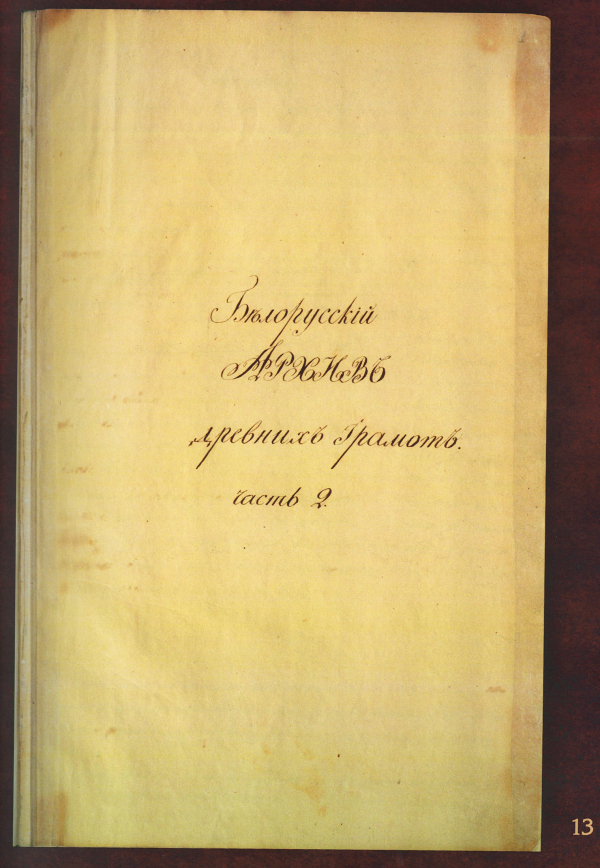 Бѣлорусскій
АРХИВЪ
древнихъ Грамотъ.
часть 2
13